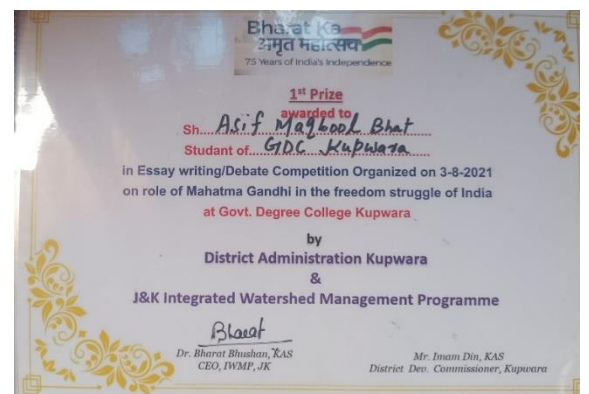 Bharat Ka
अमृत महोत्सव
75 Years of India's Independence
1st Prize
awarded to
Sh....Asif Maqbool Bhat......
Studant of...GDC Kupwara....
in Essay writing/Debate Competition Organized on 3-8-2021
on role of Mahatma Gandhi in the freedom struggle of India
at Govt. Degree College Kupwara
by
District Administration Kupwara
&
J&K Integrated Watershed Management Programme
Bharat
Dr. Bharat Bhushan, KAS
CEO, IWMP, JK
Mr. Imam Din, KAS
District Dev. Commissioner, Kupwara